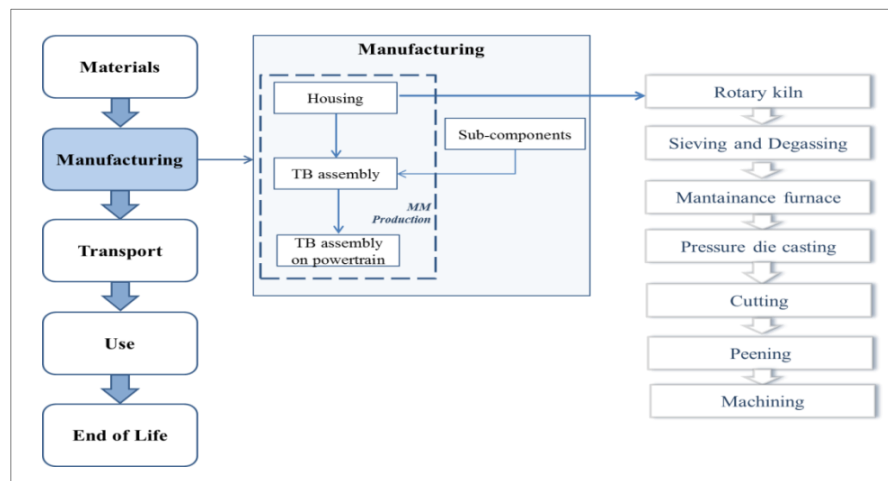 Materials
Manufacturing
Transport
Use
End of Life
Manufacturing
Housing
Sub-components
TB assembly
MM
Production
TB assembly
on powertrain
Rotary kiln
Sieving and Degassing
Mantainance furnace
Pressure die casting
Cutting
Peening
Machining